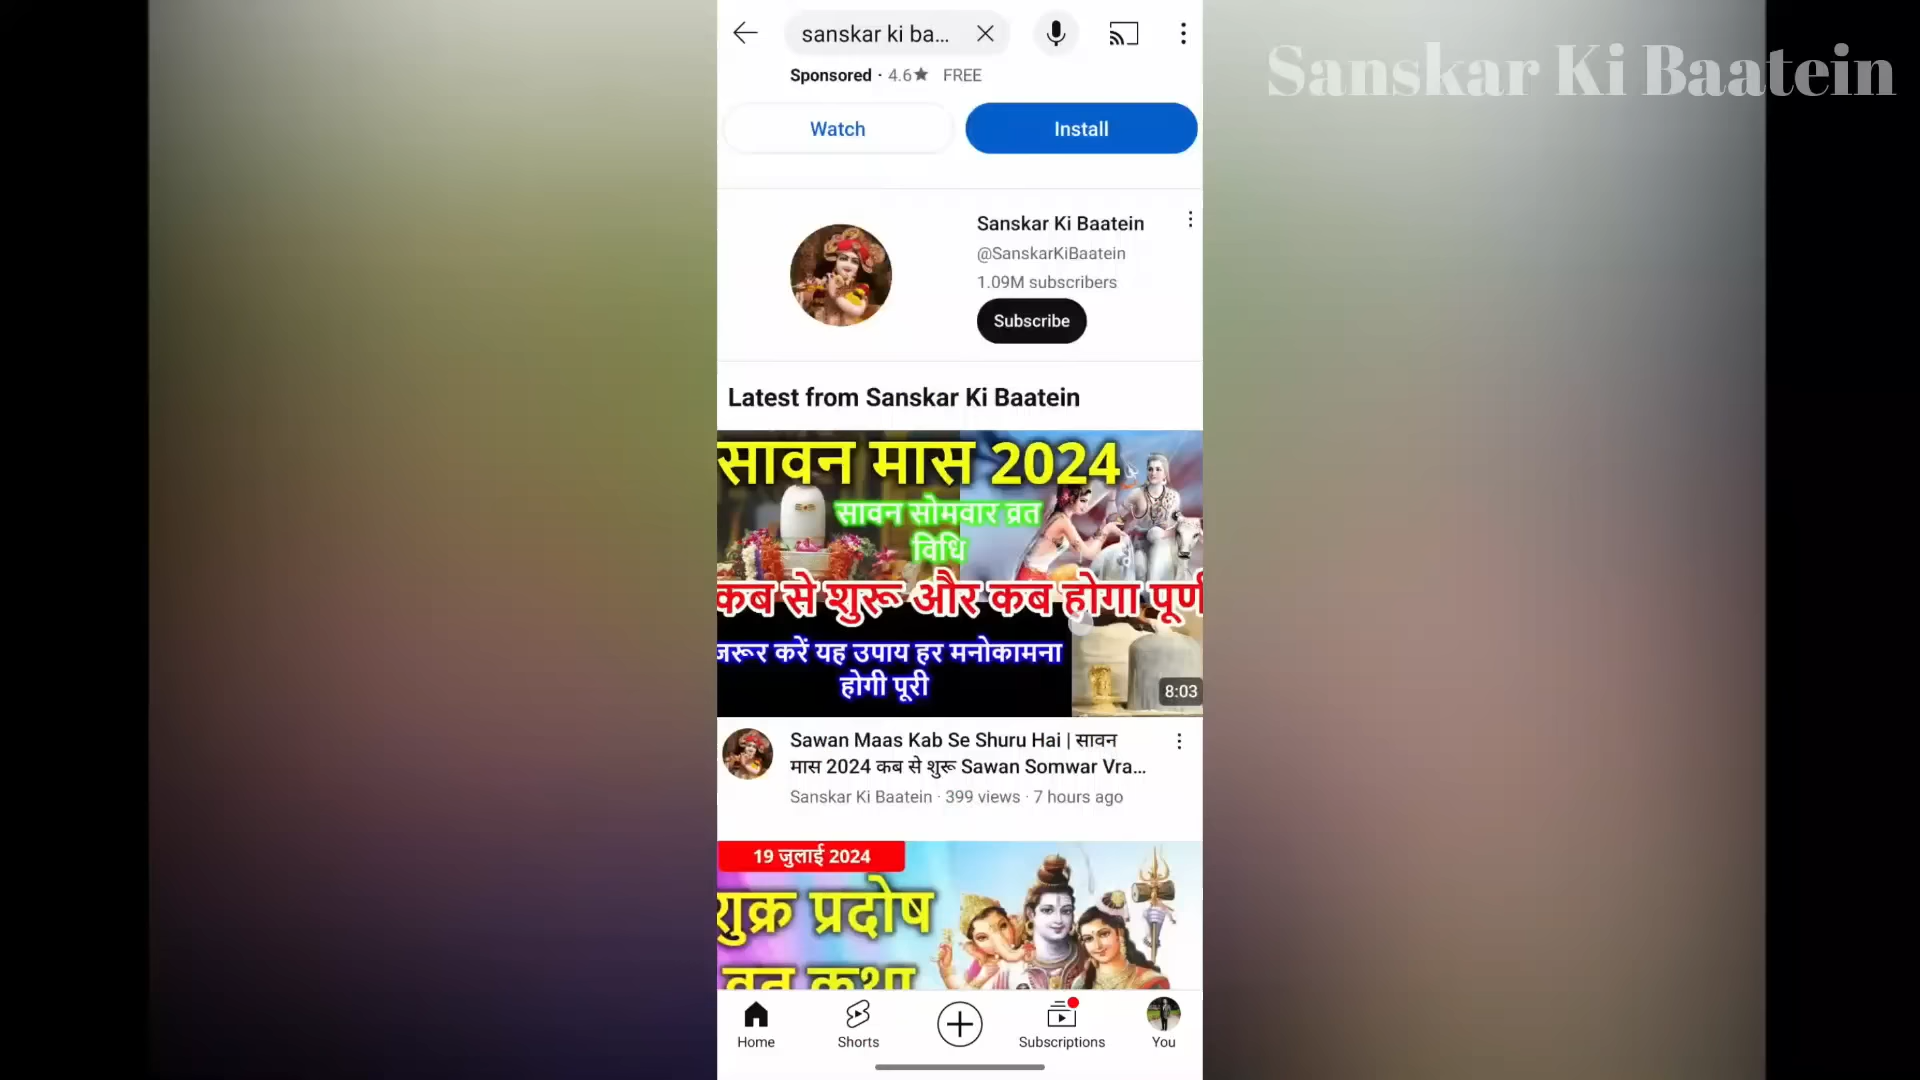 sanskar ki ba...
Sanskar Ki Baatein
Sponsored · 4.6★ FREE
Watch
Install
Sanskar Ki Baatein
@SanskarKiBaatein
1.09M subscribers
Subscribe
Latest from Sanskar Ki Baatein
सावन मास 2024
सावन सोमवार व्रत
विधि
कब से शुरू और कब होगा पूर्ण
जरूर करें यह उपाय हर मनोकामना
होगी पूरी
8:03
Sawan Maas Kab Se Shuru Hai | सावन
मास 2024 कब से शुरू Sawan Somwar Vra...
Sanskar Ki Baatein · 399 views · 7 hours ago
19 जुलाई 2024
शुक्र प्रदोष
व्रत कथा
Home
Shorts
Subscriptions
You